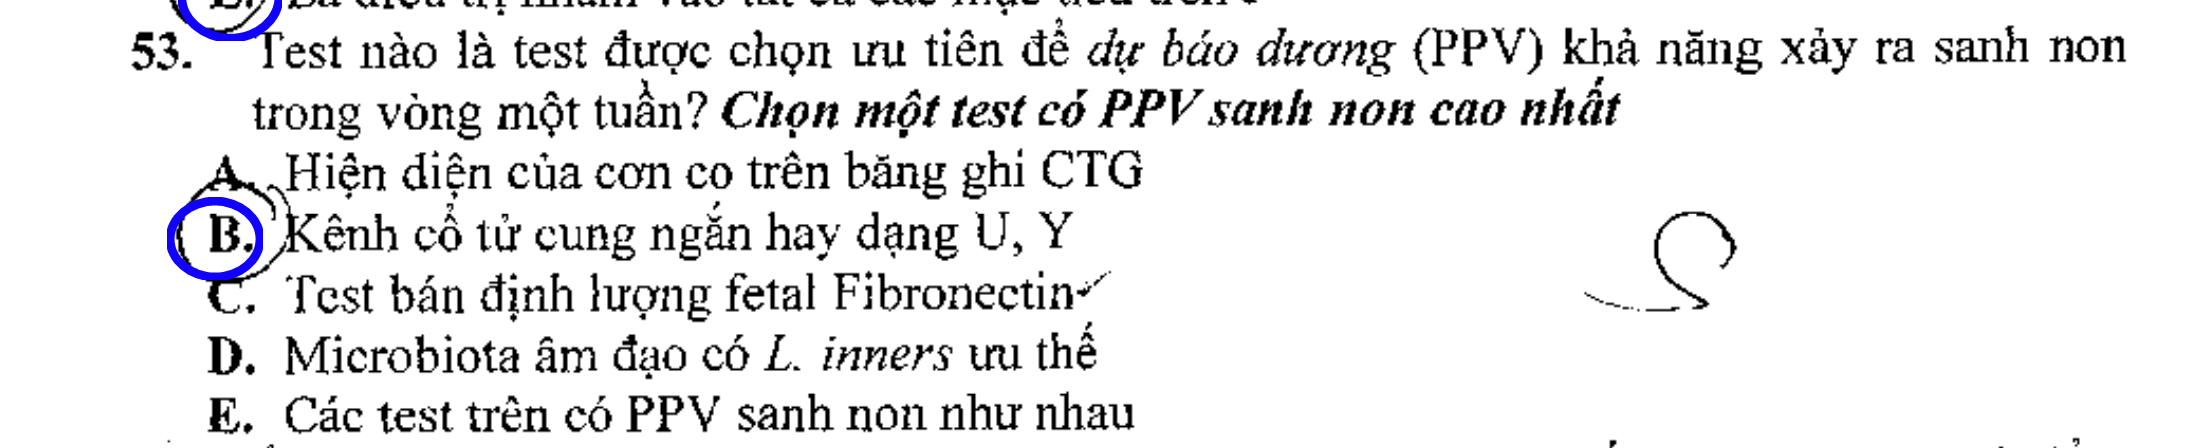 53. Test nào là test được chọn ưu tiên để dự báo dương (PPV) khả năng xảy ra sanh non
trong vòng một tuần? Chọn một test có PPV sanh non cao nhất
A. Hiện diện của cơn co trên băng ghi CTG
B. Kênh cổ tử cung ngắn hay dạng U, Y
C. Test bán định lượng fetal Fibronectin
D. Microbiota âm đạo có L. inners ưu thế
E. Các test trên có PPV sanh non như nhau